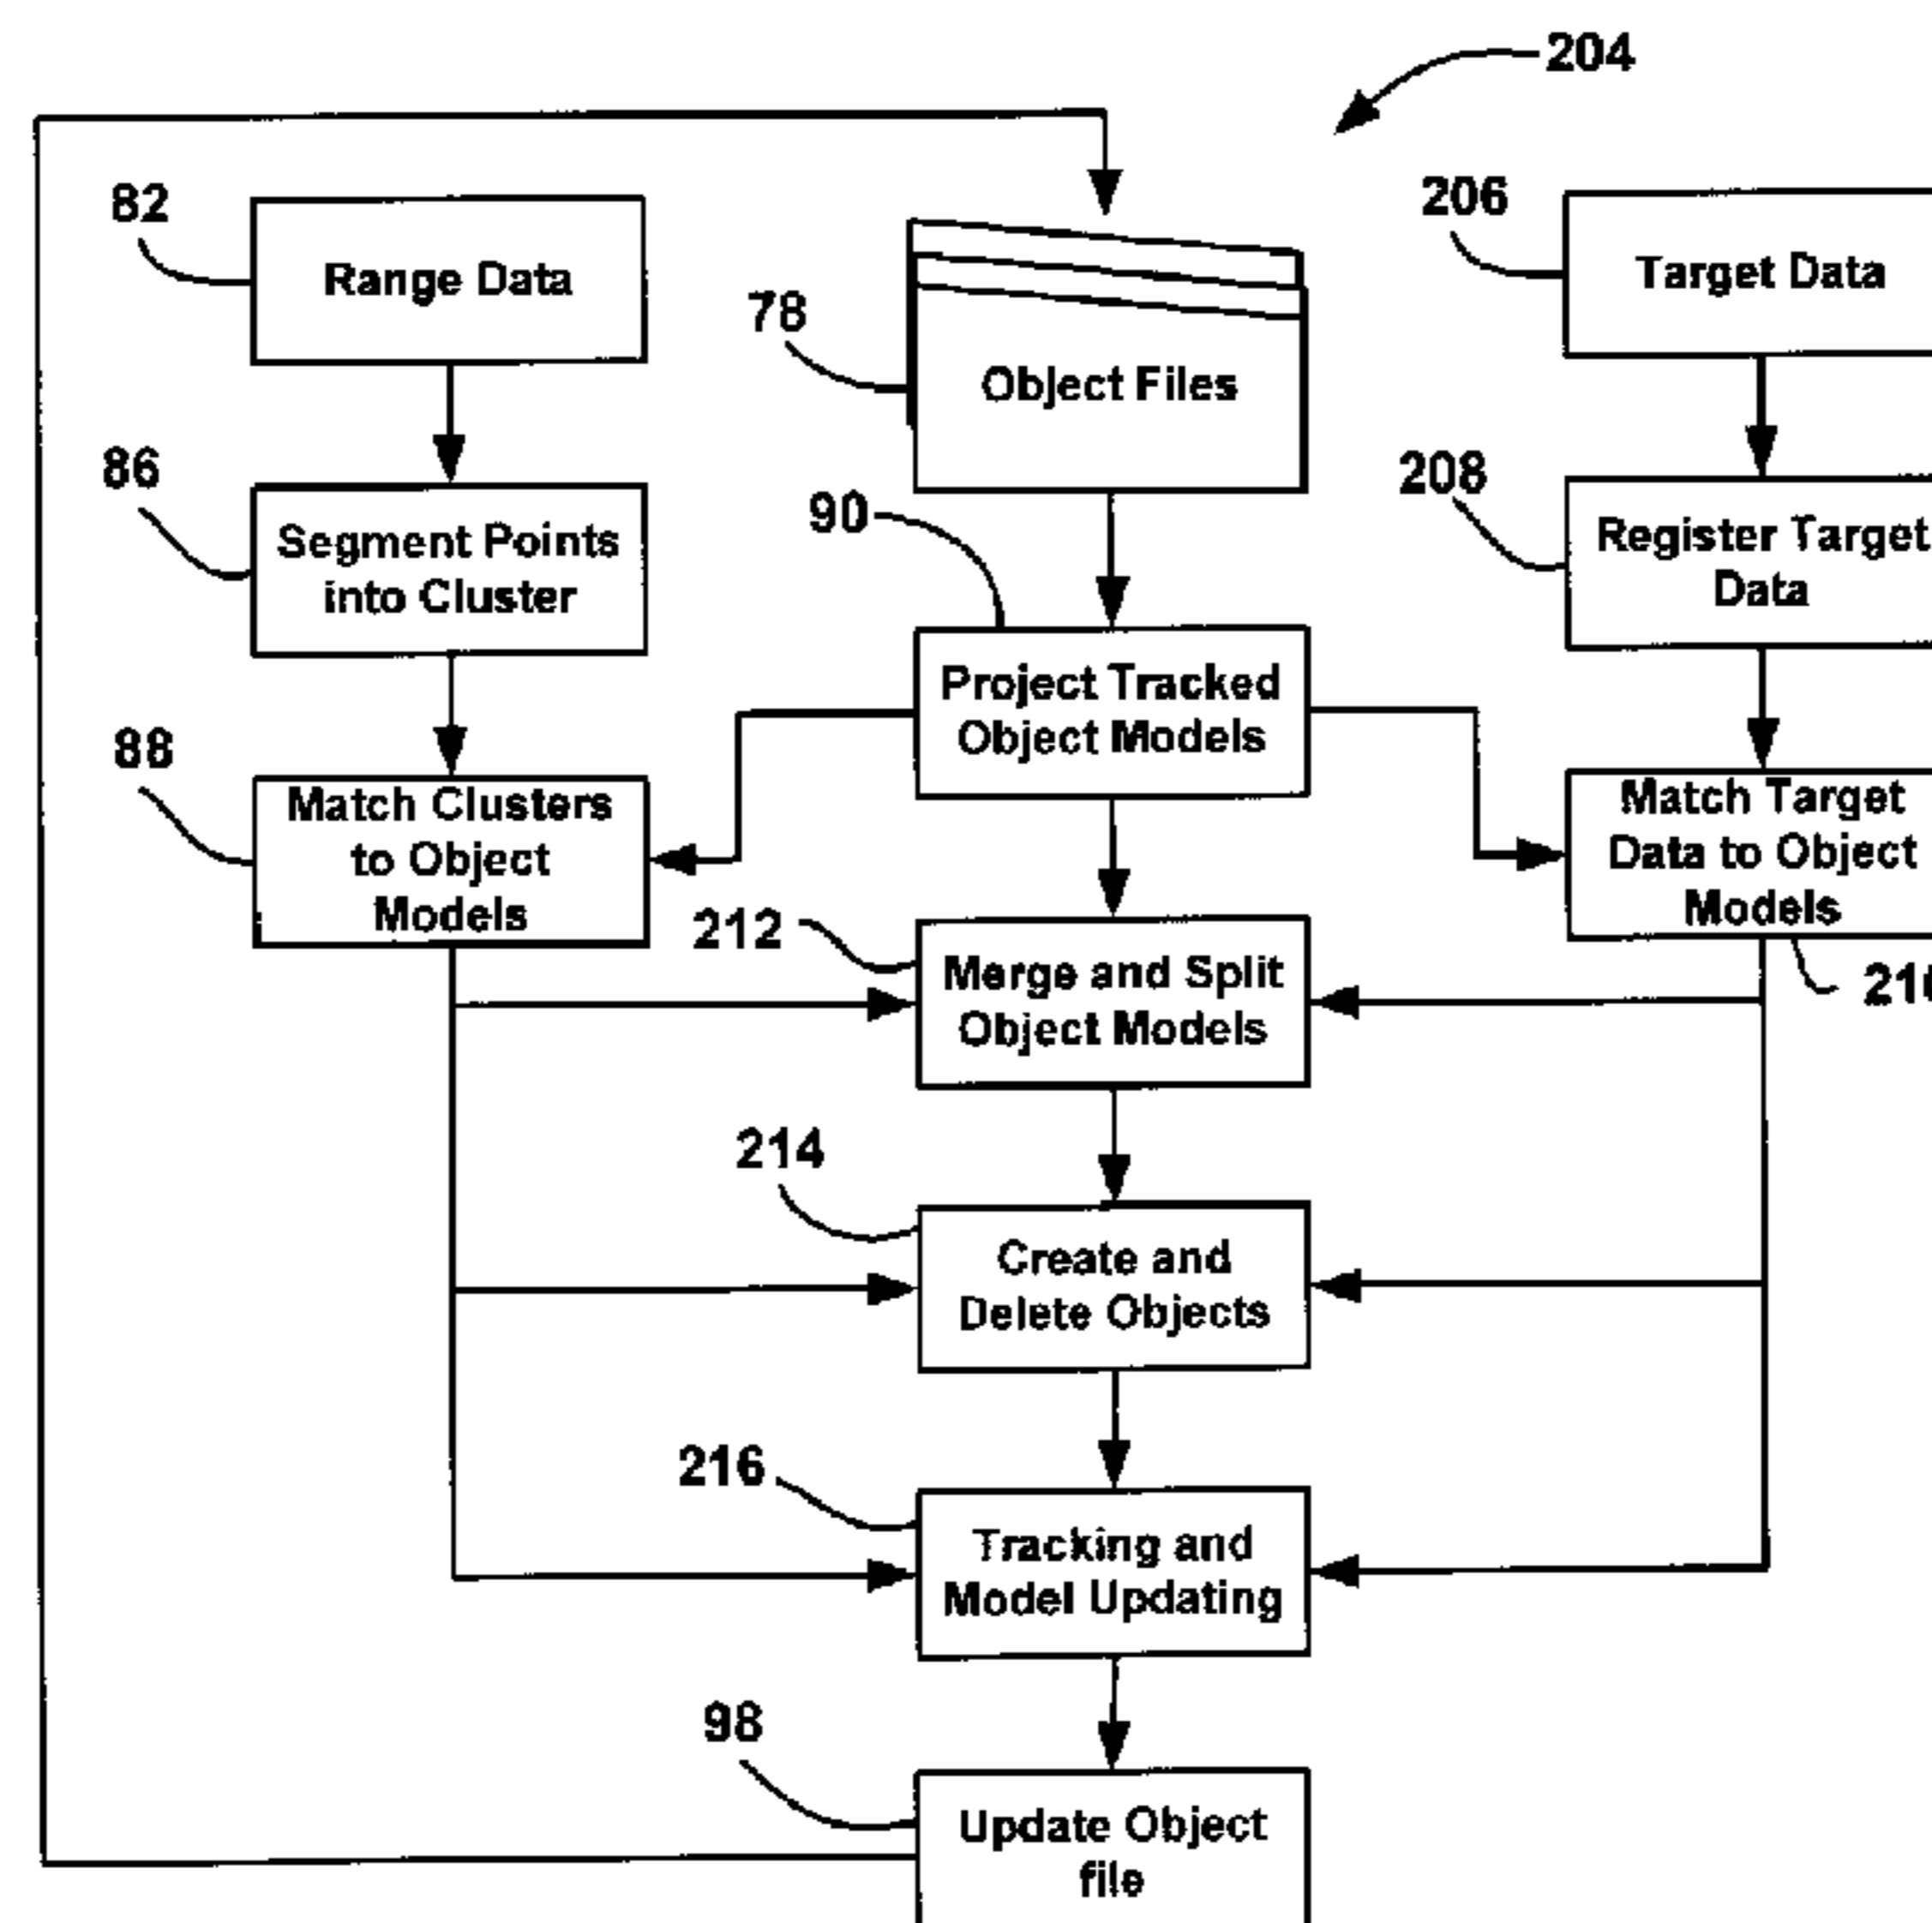 204
82
Range Data
206
Target Data
78
Object Files
86
Segment Points
into Cluster
90
208
Register Target
Data
88
Match Clusters
to Object
Models
Project Tracked
Object Models
Match Target
Data to Object
Models
212
Merge and Split
Object Models
214
Create and
Delete Objects
216
Tracking and
Model Updating
98
Update Object
file